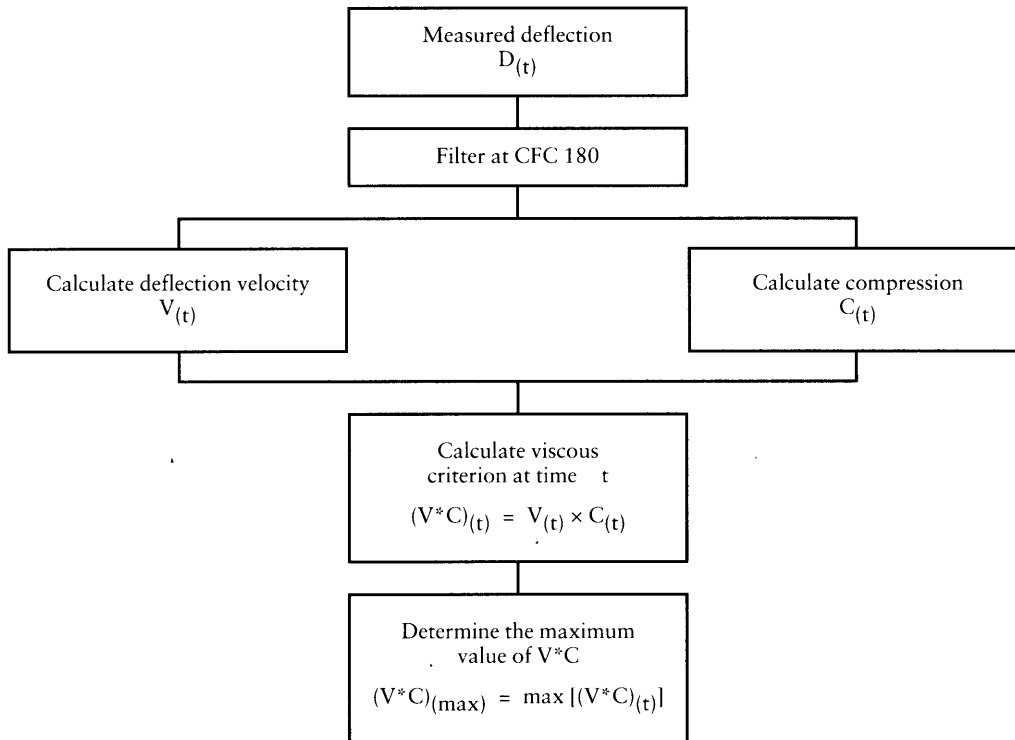 Measured deflection
D(t)
Filter at CFC 180
Calculate deflection velocity
V(t)
Calculate compression
C(t)
Calculate viscous
criterion at time t
(V*C)(t) = V(t) × C(t)
Determine the maximum
value of V*C
(V*C)(max) = max [(V*C)(t)]